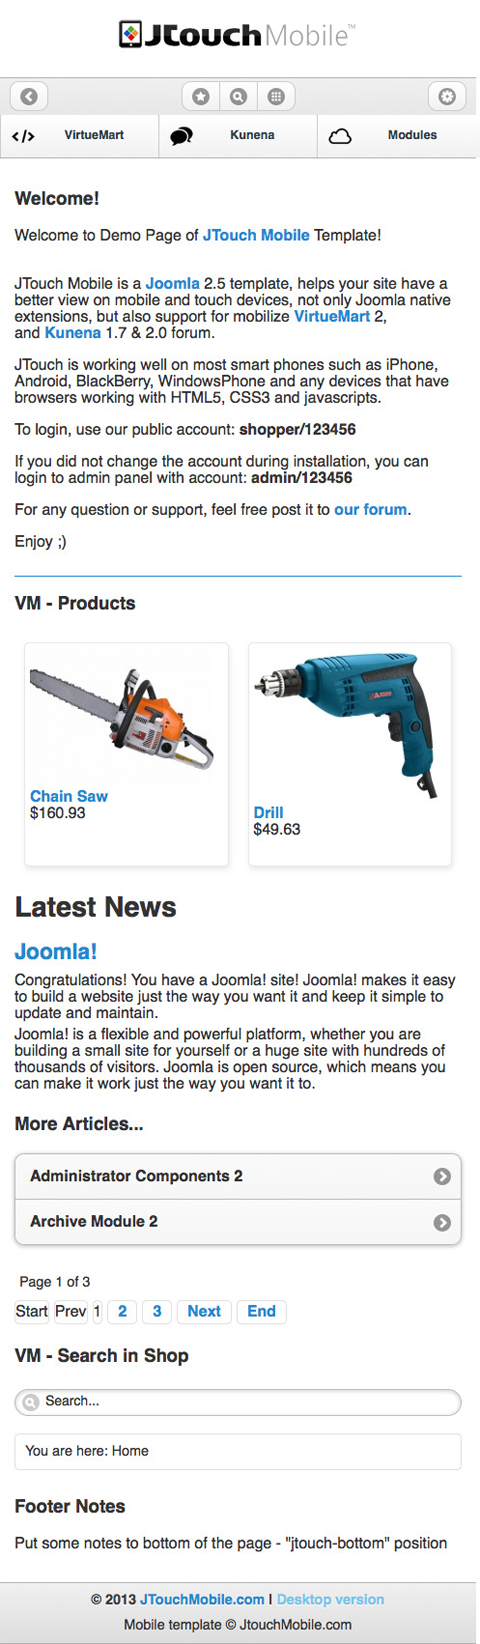 JTouchMobile™
VirtueMart
Kunena
Modules
Welcome!
Welcome to Demo Page of JTouch Mobile Template!
JTouch Mobile is a Joomla 2.5 template, helps your site have a
better view on mobile and touch devices, not only Joomla native
extensions, but also support for mobilize VirtueMart 2,
and Kunena 1.7 & 2.0 forum.
JTouch is working well on most smart phones such as iPhone,
Android, BlackBerry, WindowsPhone and any devices that have
browsers working with HTML5, CSS3 and javascripts.
To login, use our public account: shopper/123456
If you did not change the account during installation, you can
login to admin panel with account: admin/123456
For any question or support, feel free post it to our forum.
Enjoy ;)
VM - Products
Chain Saw
$160.93
Drill
$49.63
Latest News
Joomla!
Congratulations! You have a Joomla! site! Joomla! makes it easy
to build a website just the way you want it and keep it simple to
update and maintain.
Joomla! is a flexible and powerful platform, whether you are
building a small site for yourself or a huge site with hundreds of
thousands of visitors. Joomla is open source, which means you
can make it work just the way you want it to.
More Articles...
Administrator Components 2
Archive Module 2
Page 1 of 3
Start Prev 1 2 3 Next End
VM - Search in Shop
Search...
You are here: Home
Footer Notes
Put some notes to bottom of the page - "jtouch-bottom" position
© 2013 JTouchMobile.com | Desktop version
Mobile template © JtouchMobile.com